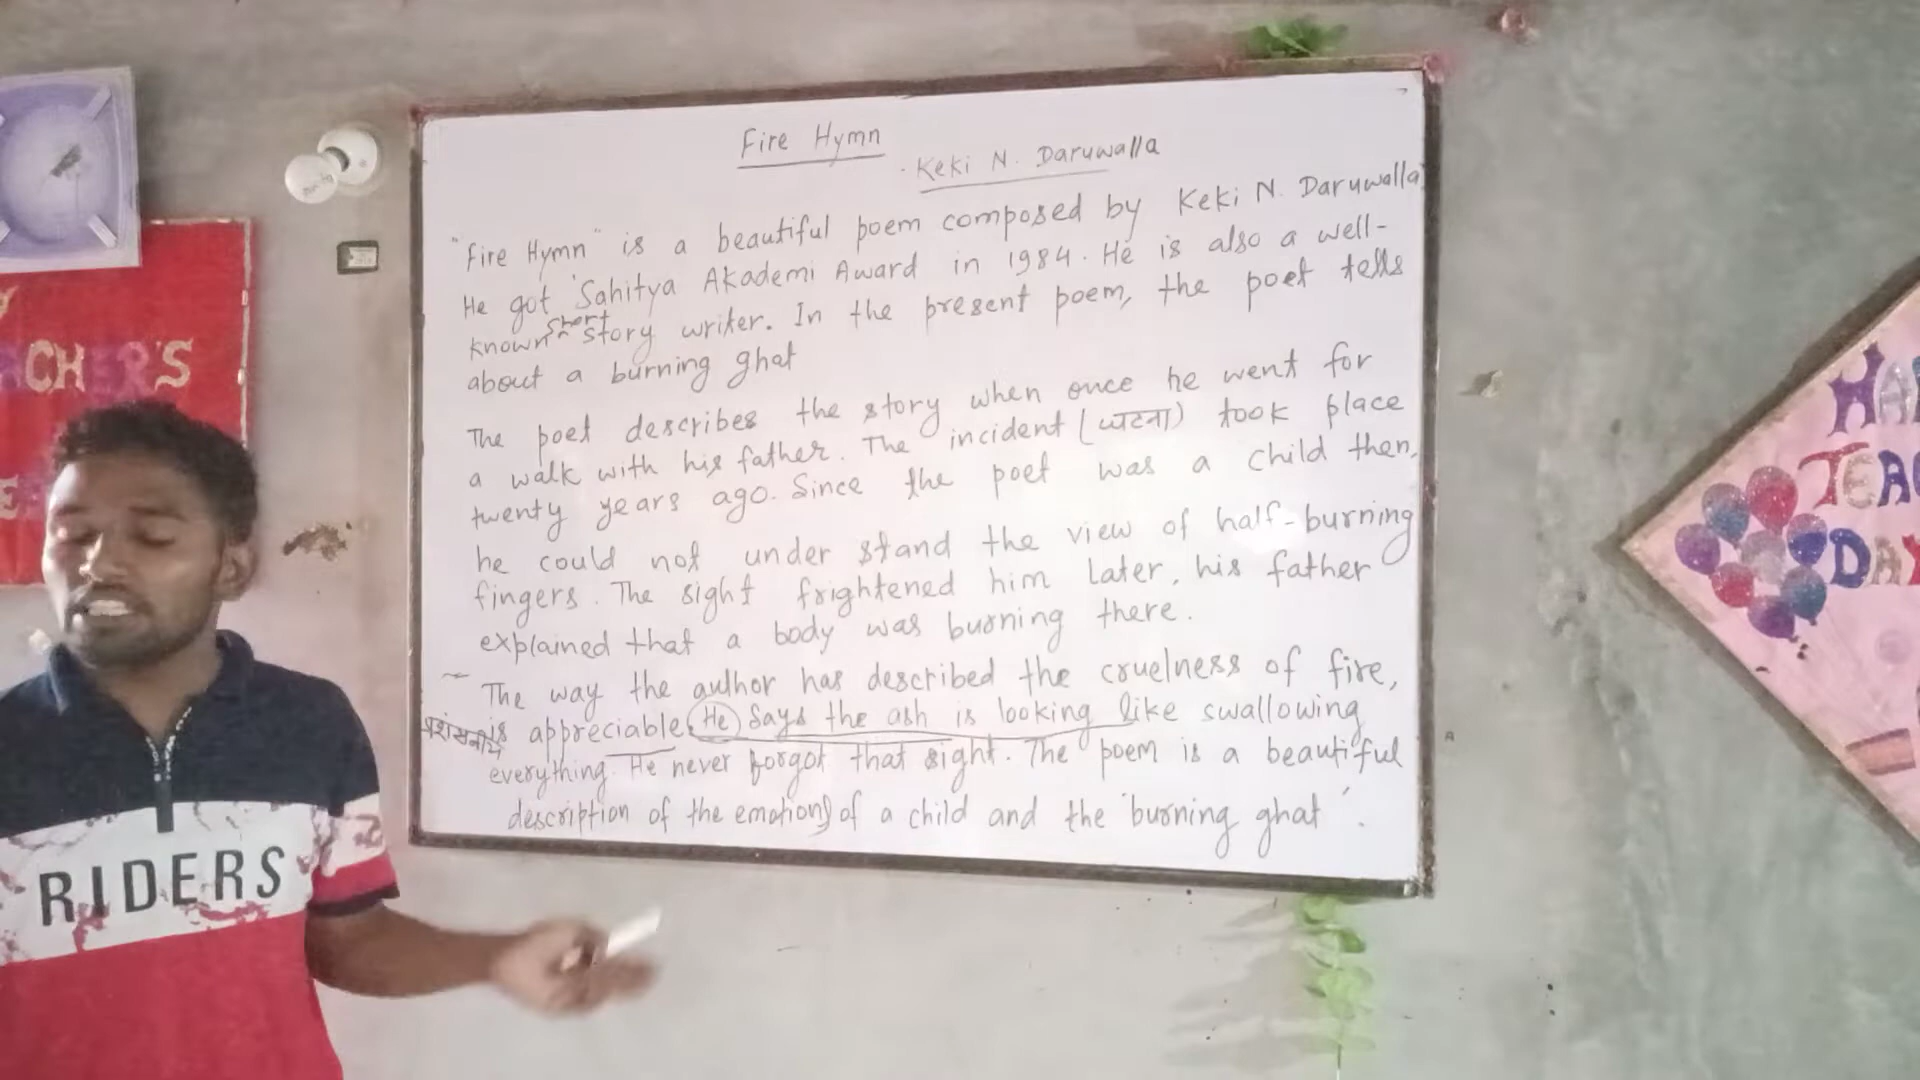 Fire Hymn
- Keki N. Daruwalla
"Fire Hymn" is a beautiful poem composed by Keki N. Daruwalla
He got 'Sahitya Akademi Award in 1984. He is also a well-
known short story writer. In the present poem, the poet tells
about a burning ghat
The poet describes the story when once he went for
a walk with his father. The incident (घटना) took place
twenty years ago. Since the poet was a child then,
he could not under stand the view of half-burning
fingers. The sight frightened him Later, his father
explained that a body was burning there.
The way the author has described the cruelness of fire,
प्रशंसनीय is appreciable. He says the ash is looking like swallowing
everything. He never forgot that sight. The poem is a beautiful
description of the emotions of a child and the 'burning ghat'.
CHER'S
E
RIDERS
HA
TEAC
DAY